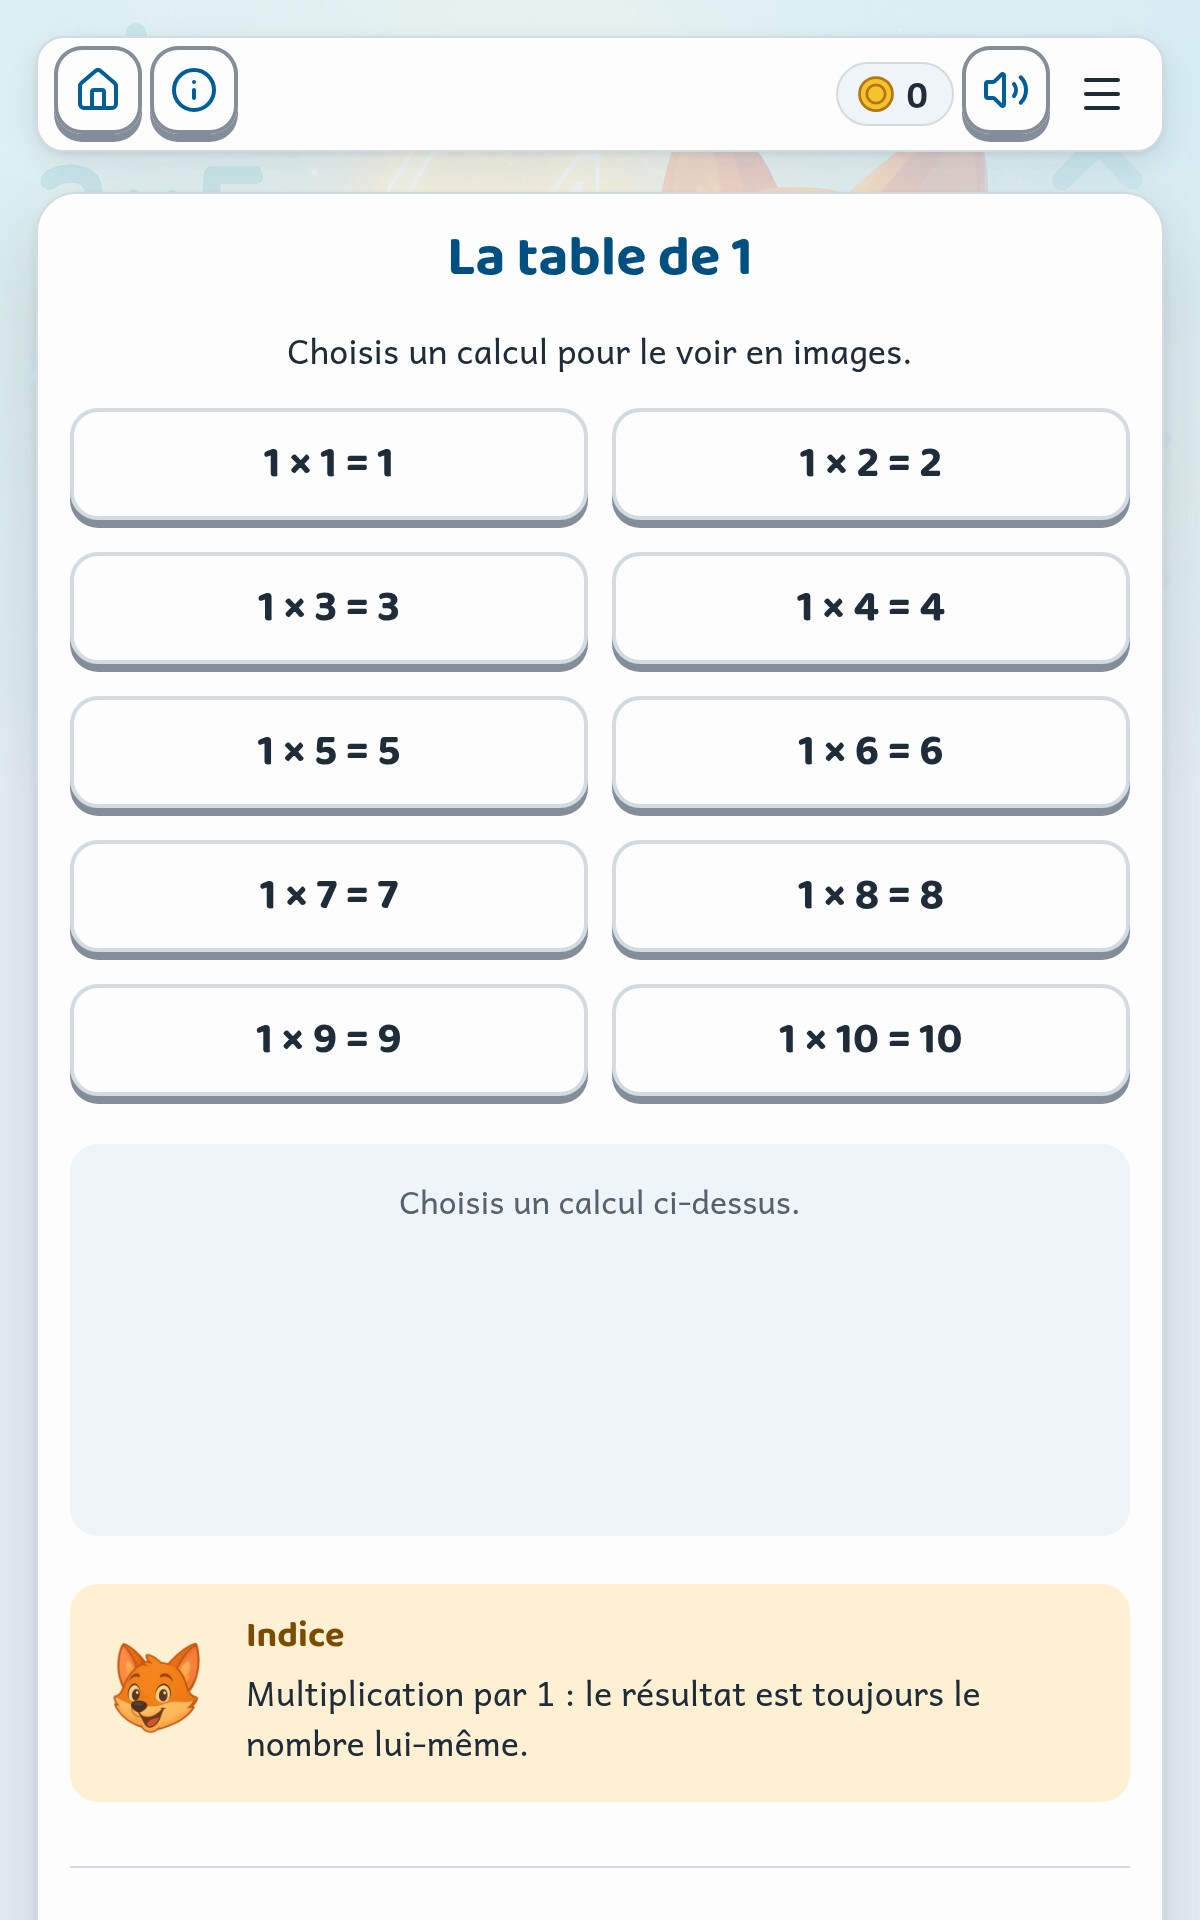 0
La table de 1
Choisis un calcul pour le voir en images.
1 × 1 = 1
1 × 2 = 2
1 × 3 = 3
1 × 4 = 4
1 × 5 = 5
1 × 6 = 6
1 × 7 = 7
1 × 8 = 8
1 × 9 = 9
1 × 10 = 10
Choisis un calcul ci-dessus.
Indice
Multiplication par 1 : le résultat est toujours le
nombre lui-même.